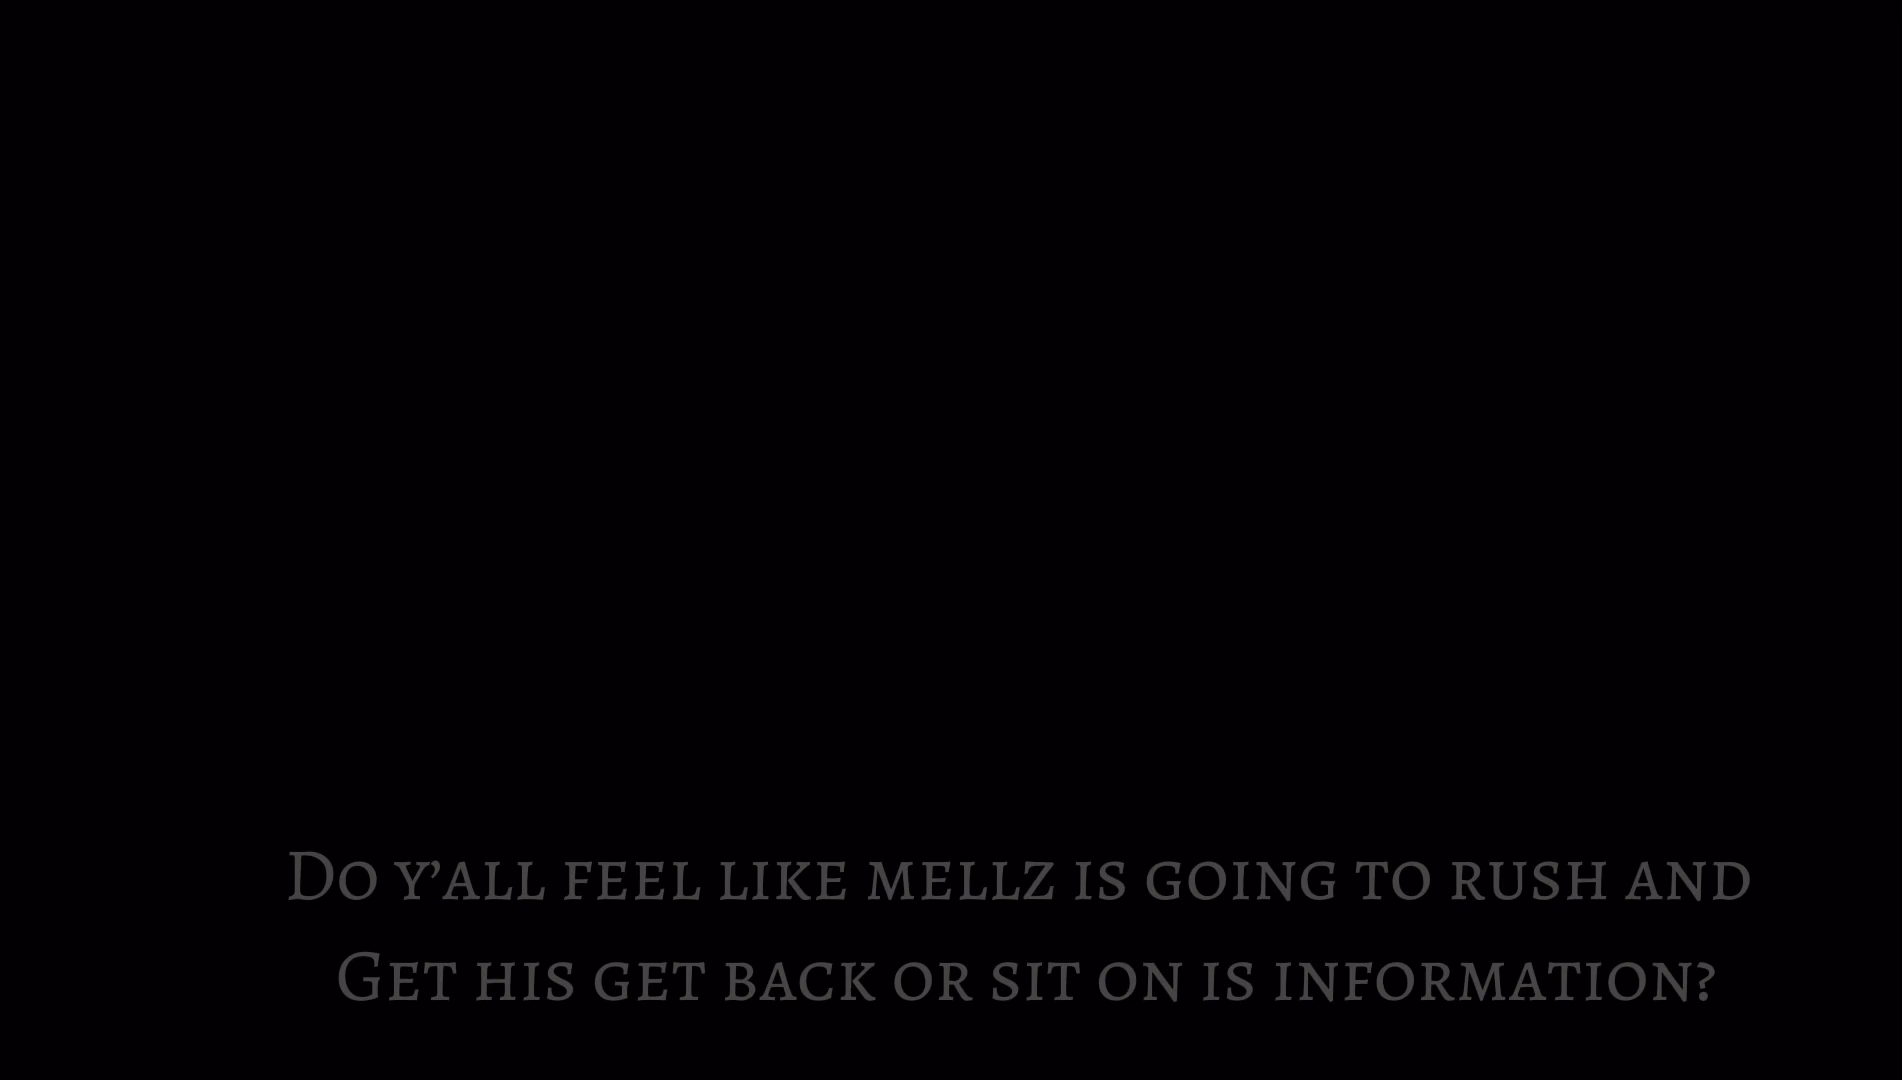 Do y’all feel like mellz is going to rush and
Get his get back or sit on is information?